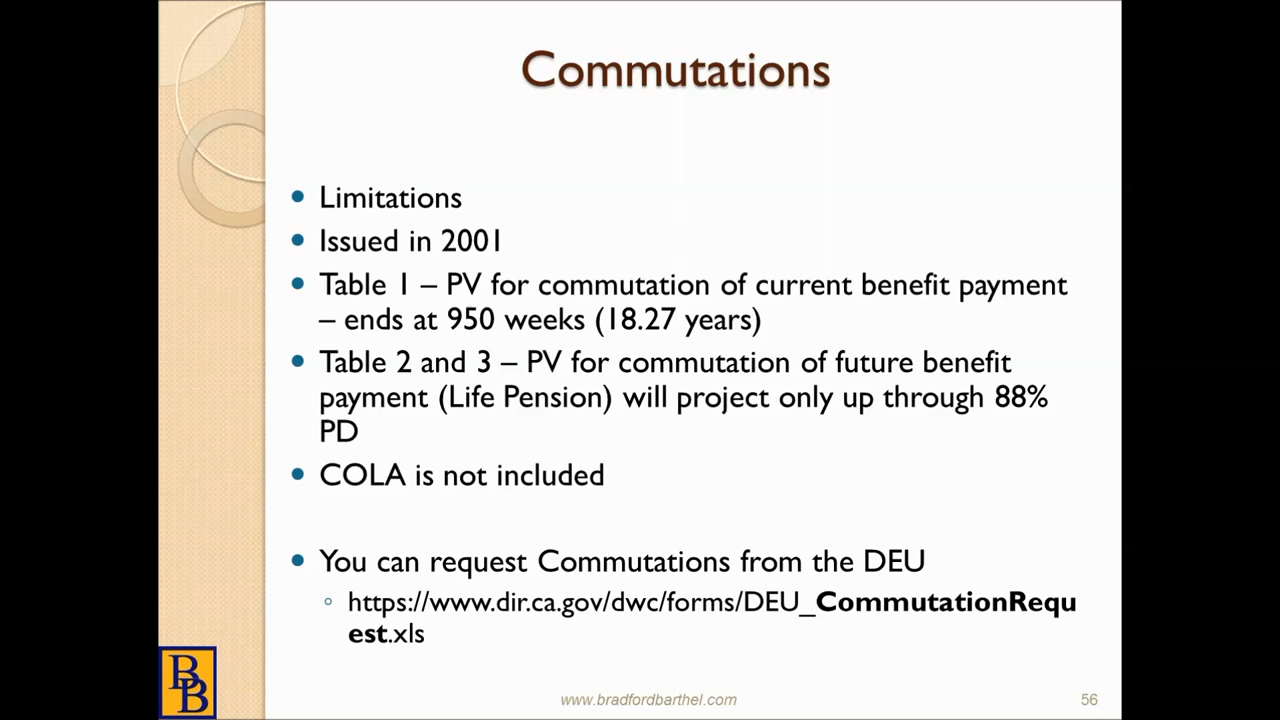 Commutations
• Limitations
• Issued in 2001
• Table 1 – PV for commutation of current benefit payment
– ends at 950 weeks (18.27 years)
• Table 2 and 3 – PV for commutation of future benefit
payment (Life Pension) will project only up through 88%
PD
• COLA is not included
• You can request Commutations from the DEU
◦ https://www.dir.ca.gov/dwc/forms/DEU_CommutationRequ
est.xls
BB
www.bradfordbarthel.com
56